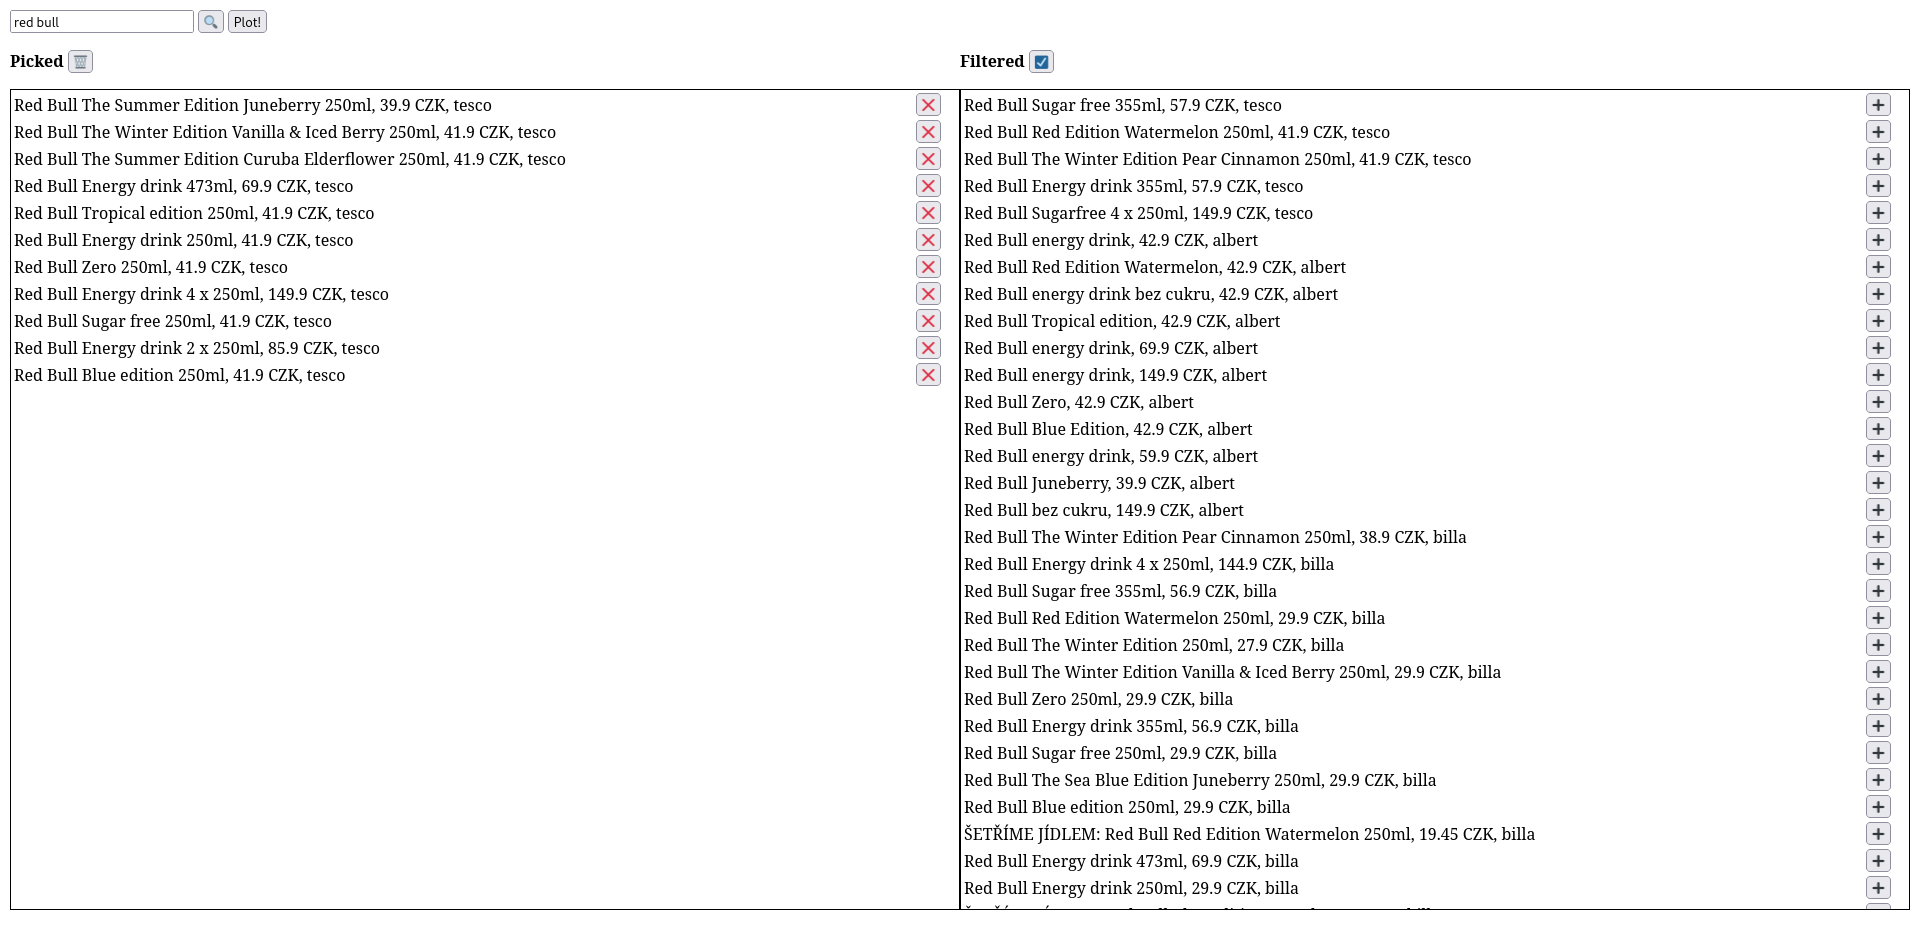 red bull
Plot!
Picked
Red Bull The Summer Edition Juneberry 250ml, 39.9 CZK, tesco
Red Bull The Winter Edition Vanilla & Iced Berry 250ml, 41.9 CZK, tesco
Red Bull The Summer Edition Curuba Elderflower 250ml, 41.9 CZK, tesco
Red Bull Energy drink 473ml, 69.9 CZK, tesco
Red Bull Tropical edition 250ml, 41.9 CZK, tesco
Red Bull Energy drink 250ml, 41.9 CZK, tesco
Red Bull Zero 250ml, 41.9 CZK, tesco
Red Bull Energy drink 4 x 250ml, 149.9 CZK, tesco
Red Bull Sugar free 250ml, 41.9 CZK, tesco
Red Bull Energy drink 2 x 250ml, 85.9 CZK, tesco
Red Bull Blue edition 250ml, 41.9 CZK, tesco
Filtered
Red Bull Sugar free 355ml, 57.9 CZK, tesco
Red Bull Red Edition Watermelon 250ml, 41.9 CZK, tesco
Red Bull The Winter Edition Pear Cinnamon 250ml, 41.9 CZK, tesco
Red Bull Energy drink 355ml, 57.9 CZK, tesco
Red Bull Sugarfree 4 x 250ml, 149.9 CZK, tesco
Red Bull energy drink, 42.9 CZK, albert
Red Bull Red Edition Watermelon, 42.9 CZK, albert
Red Bull energy drink bez cukru, 42.9 CZK, albert
Red Bull Tropical edition, 42.9 CZK, albert
Red Bull energy drink, 69.9 CZK, albert
Red Bull energy drink, 149.9 CZK, albert
Red Bull Zero, 42.9 CZK, albert
Red Bull Blue Edition, 42.9 CZK, albert
Red Bull energy drink, 59.9 CZK, albert
Red Bull Juneberry, 39.9 CZK, albert
Red Bull bez cukru, 149.9 CZK, albert
Red Bull The Winter Edition Pear Cinnamon 250ml, 38.9 CZK, billa
Red Bull Energy drink 4 x 250ml, 144.9 CZK, billa
Red Bull Sugar free 355ml, 56.9 CZK, billa
Red Bull Red Edition Watermelon 250ml, 29.9 CZK, billa
Red Bull The Winter Edition 250ml, 27.9 CZK, billa
Red Bull The Winter Edition Vanilla & Iced Berry 250ml, 29.9 CZK, billa
Red Bull Zero 250ml, 29.9 CZK, billa
Red Bull Energy drink 355ml, 56.9 CZK, billa
Red Bull Sugar free 250ml, 29.9 CZK, billa
Red Bull The Sea Blue Edition Juneberry 250ml, 29.9 CZK, billa
Red Bull Blue edition 250ml, 29.9 CZK, billa
ŠETŘÍME JÍDLEM: Red Bull Red Edition Watermelon 250ml, 19.45 CZK, billa
Red Bull Energy drink 473ml, 69.9 CZK, billa
Red Bull Energy drink 250ml, 29.9 CZK, billa